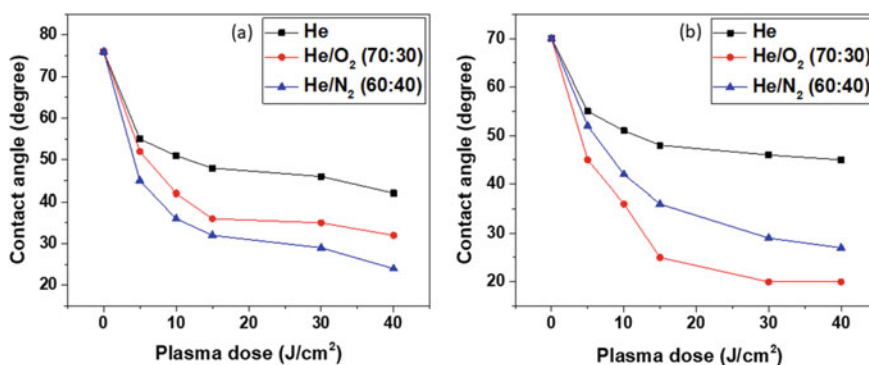 (a)
He
He/O₂ (70:30)
He/N₂ (60:40)
Contact angle (degree)
80
70
60
50
40
30
20
0
10
20
30
40
Plasma dose (J/cm²)
(b)
He
He/O₂ (70:30)
He/N₂ (60:40)
Contact angle (degree)
70
60
50
40
30
20
0
10
20
30
40
Plasma dose (J/cm²)